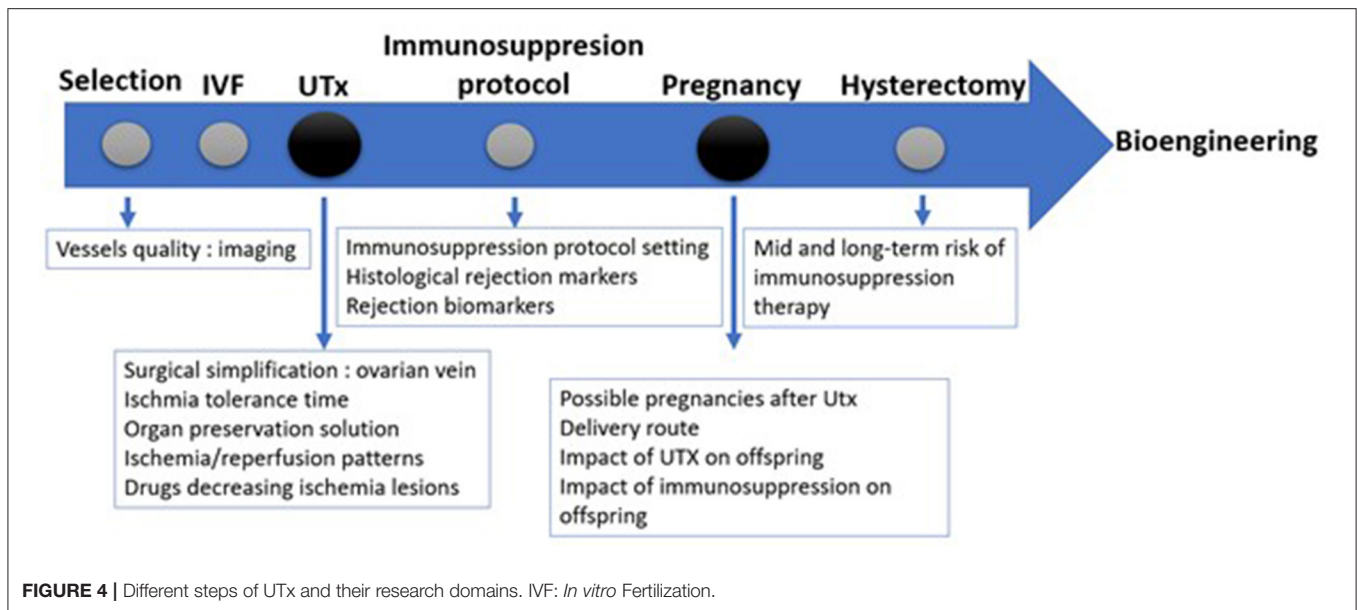 Immunosuppresion
Selection IVF UTx protocol Pregnancy Hysterectomy
Bioengineering
Vessels quality : imaging
Immunosuppression protocol setting
Histological rejection markers
Rejection biomarkers
Mid and long-term risk of
immunosuppression
therapy
Surgical simplification : ovarian vein
Ischmia tolerance time
Organ preservation solution
Ischemia/reperfusion patterns
Drugs decreasing ischemia lesions
Possible pregnancies after Utx
Delivery route
Impact of UTX on offspring
Impact of immunosuppression on
offspring
FIGURE 4 | Different steps of UTx and their research domains. IVF: In vitro Fertilization.